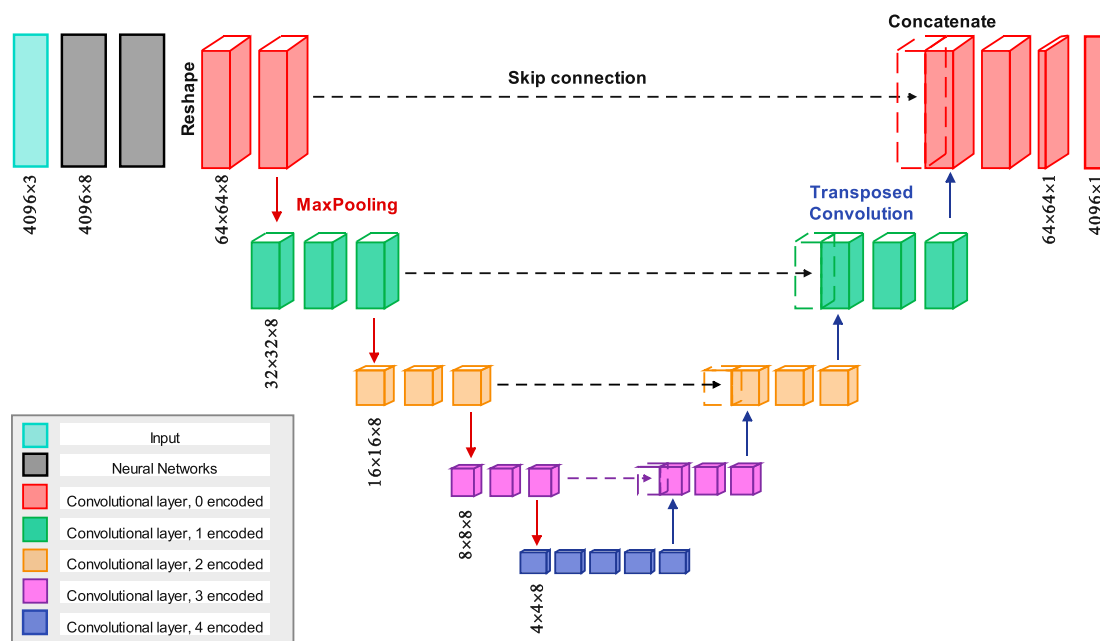 Concatenate
Skip connection
Reshape
4096×3
4096×8
64×64×8
MaxPooling
Transposed
Convolution
64×64×1
4096×1
32×32×8
16×16×8
8×8×8
4×4×8
Input
Neural Networks
Convolutional layer, 0 encoded
Convolutional layer, 1 encoded
Convolutional layer, 2 encoded
Convolutional layer, 3 encoded
Convolutional layer, 4 encoded